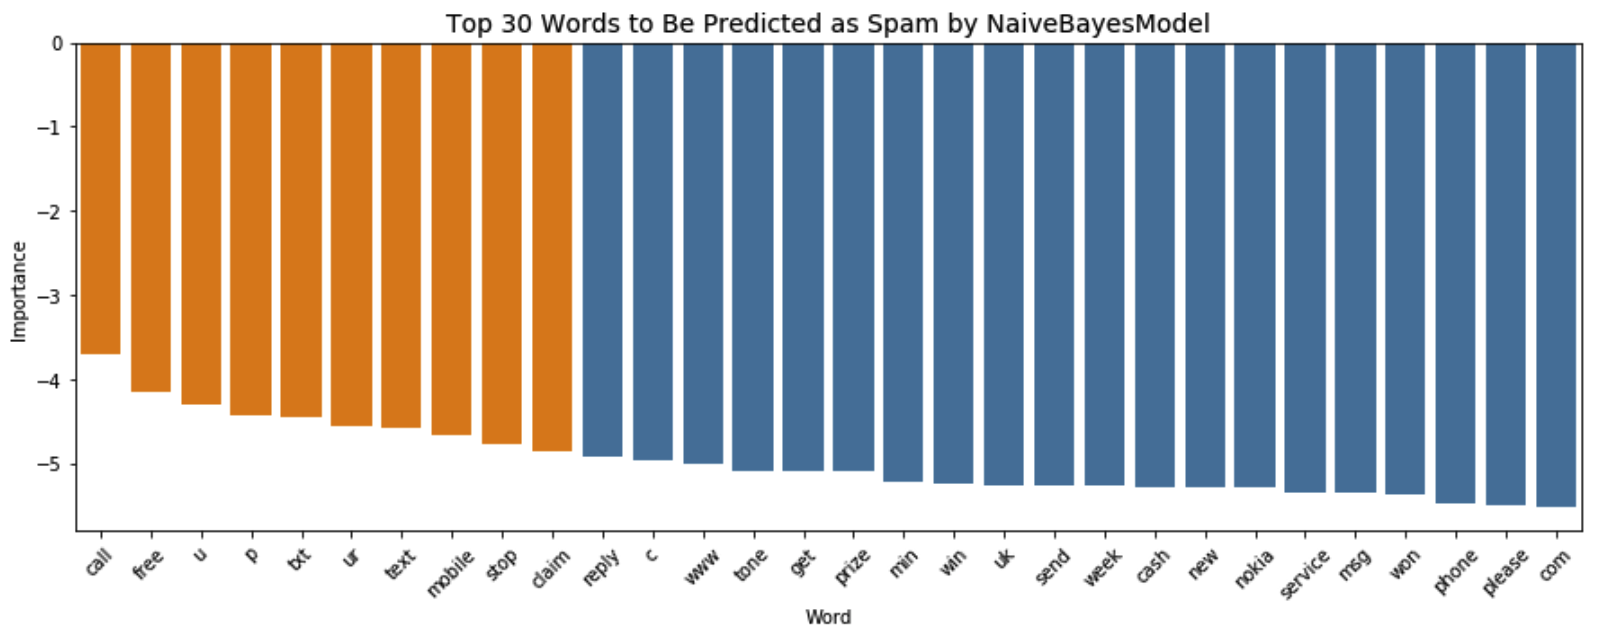 Top 30 Words to Be Predicted as Spam by NaiveBayesModel
Importance
0
−1
−2
−3
−4
−5
call free u p txt ur text mobile stop claim reply c www tone get prize min win uk send week cash new nokia service msg won phone please com
Word